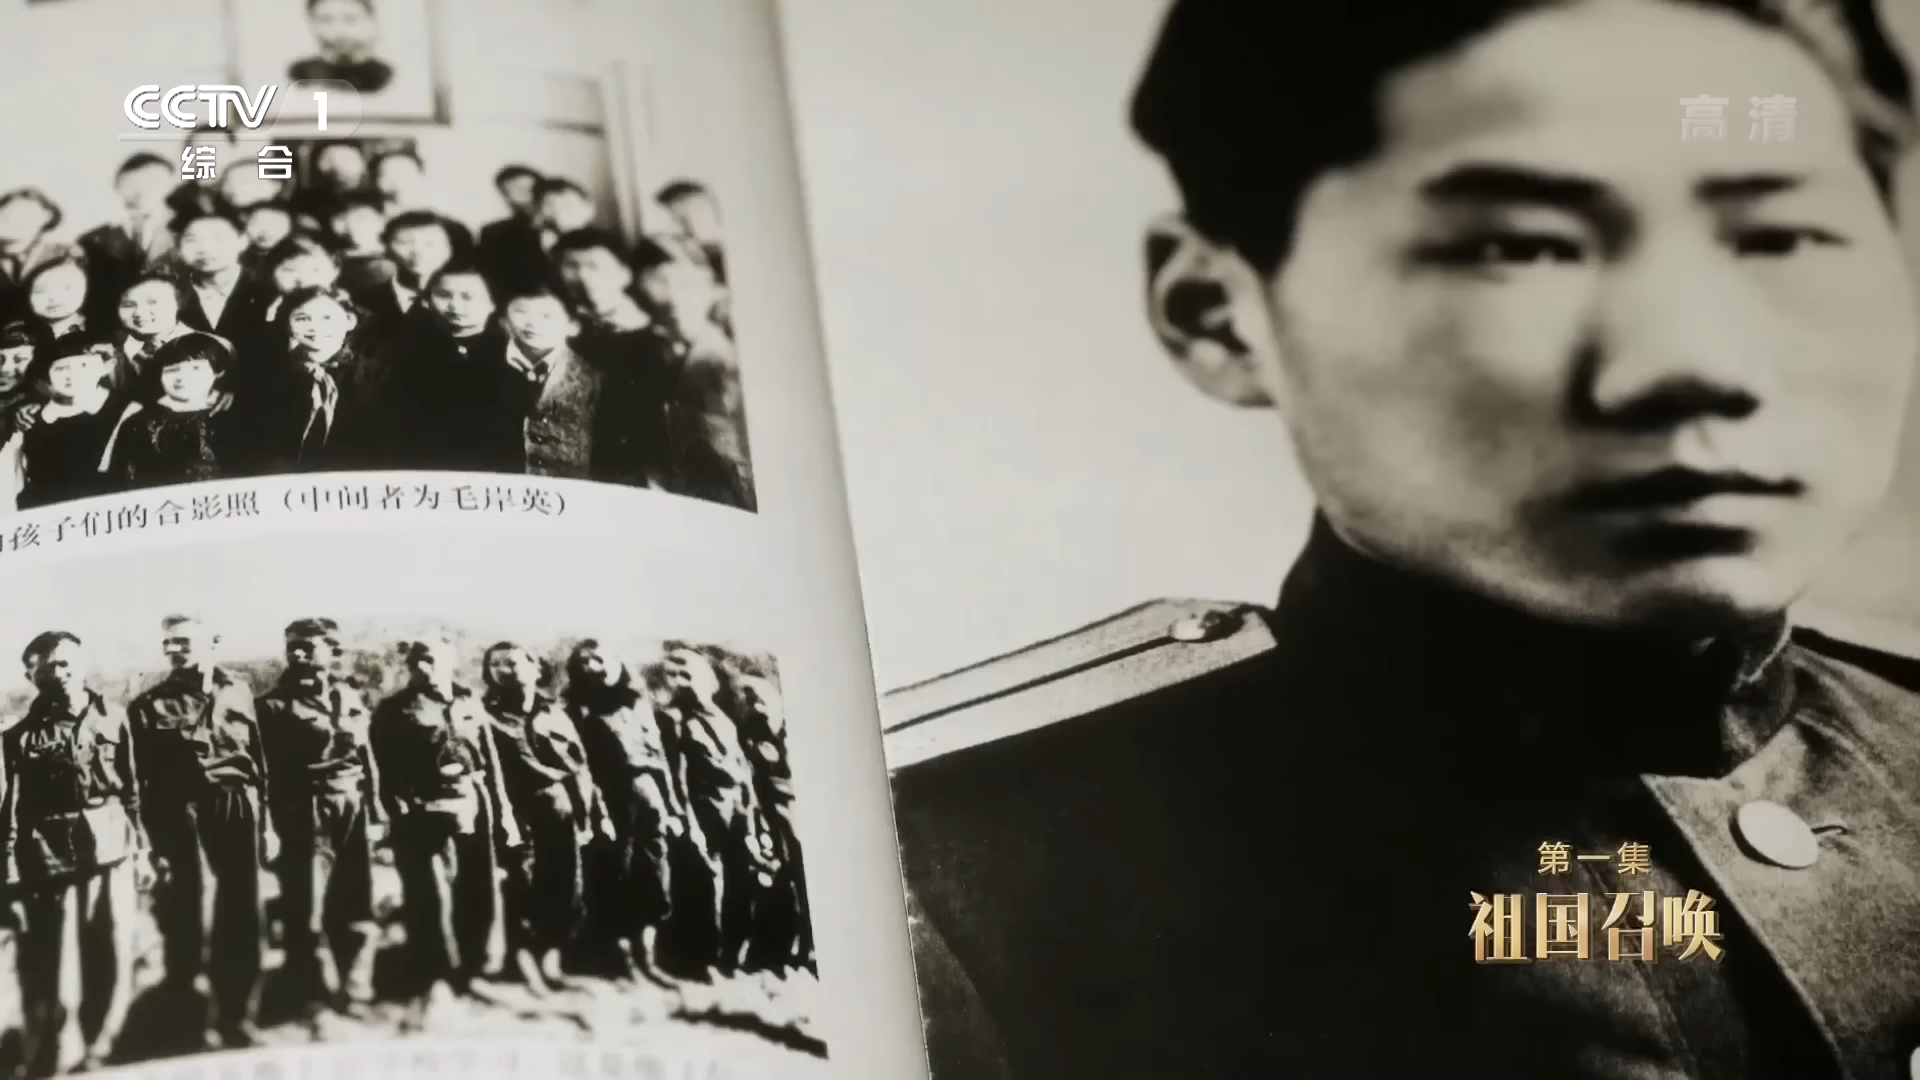 CCTV 1
综合
高清
孩子们的合影照（中间者为毛岸英）
第一集
祖国召唤